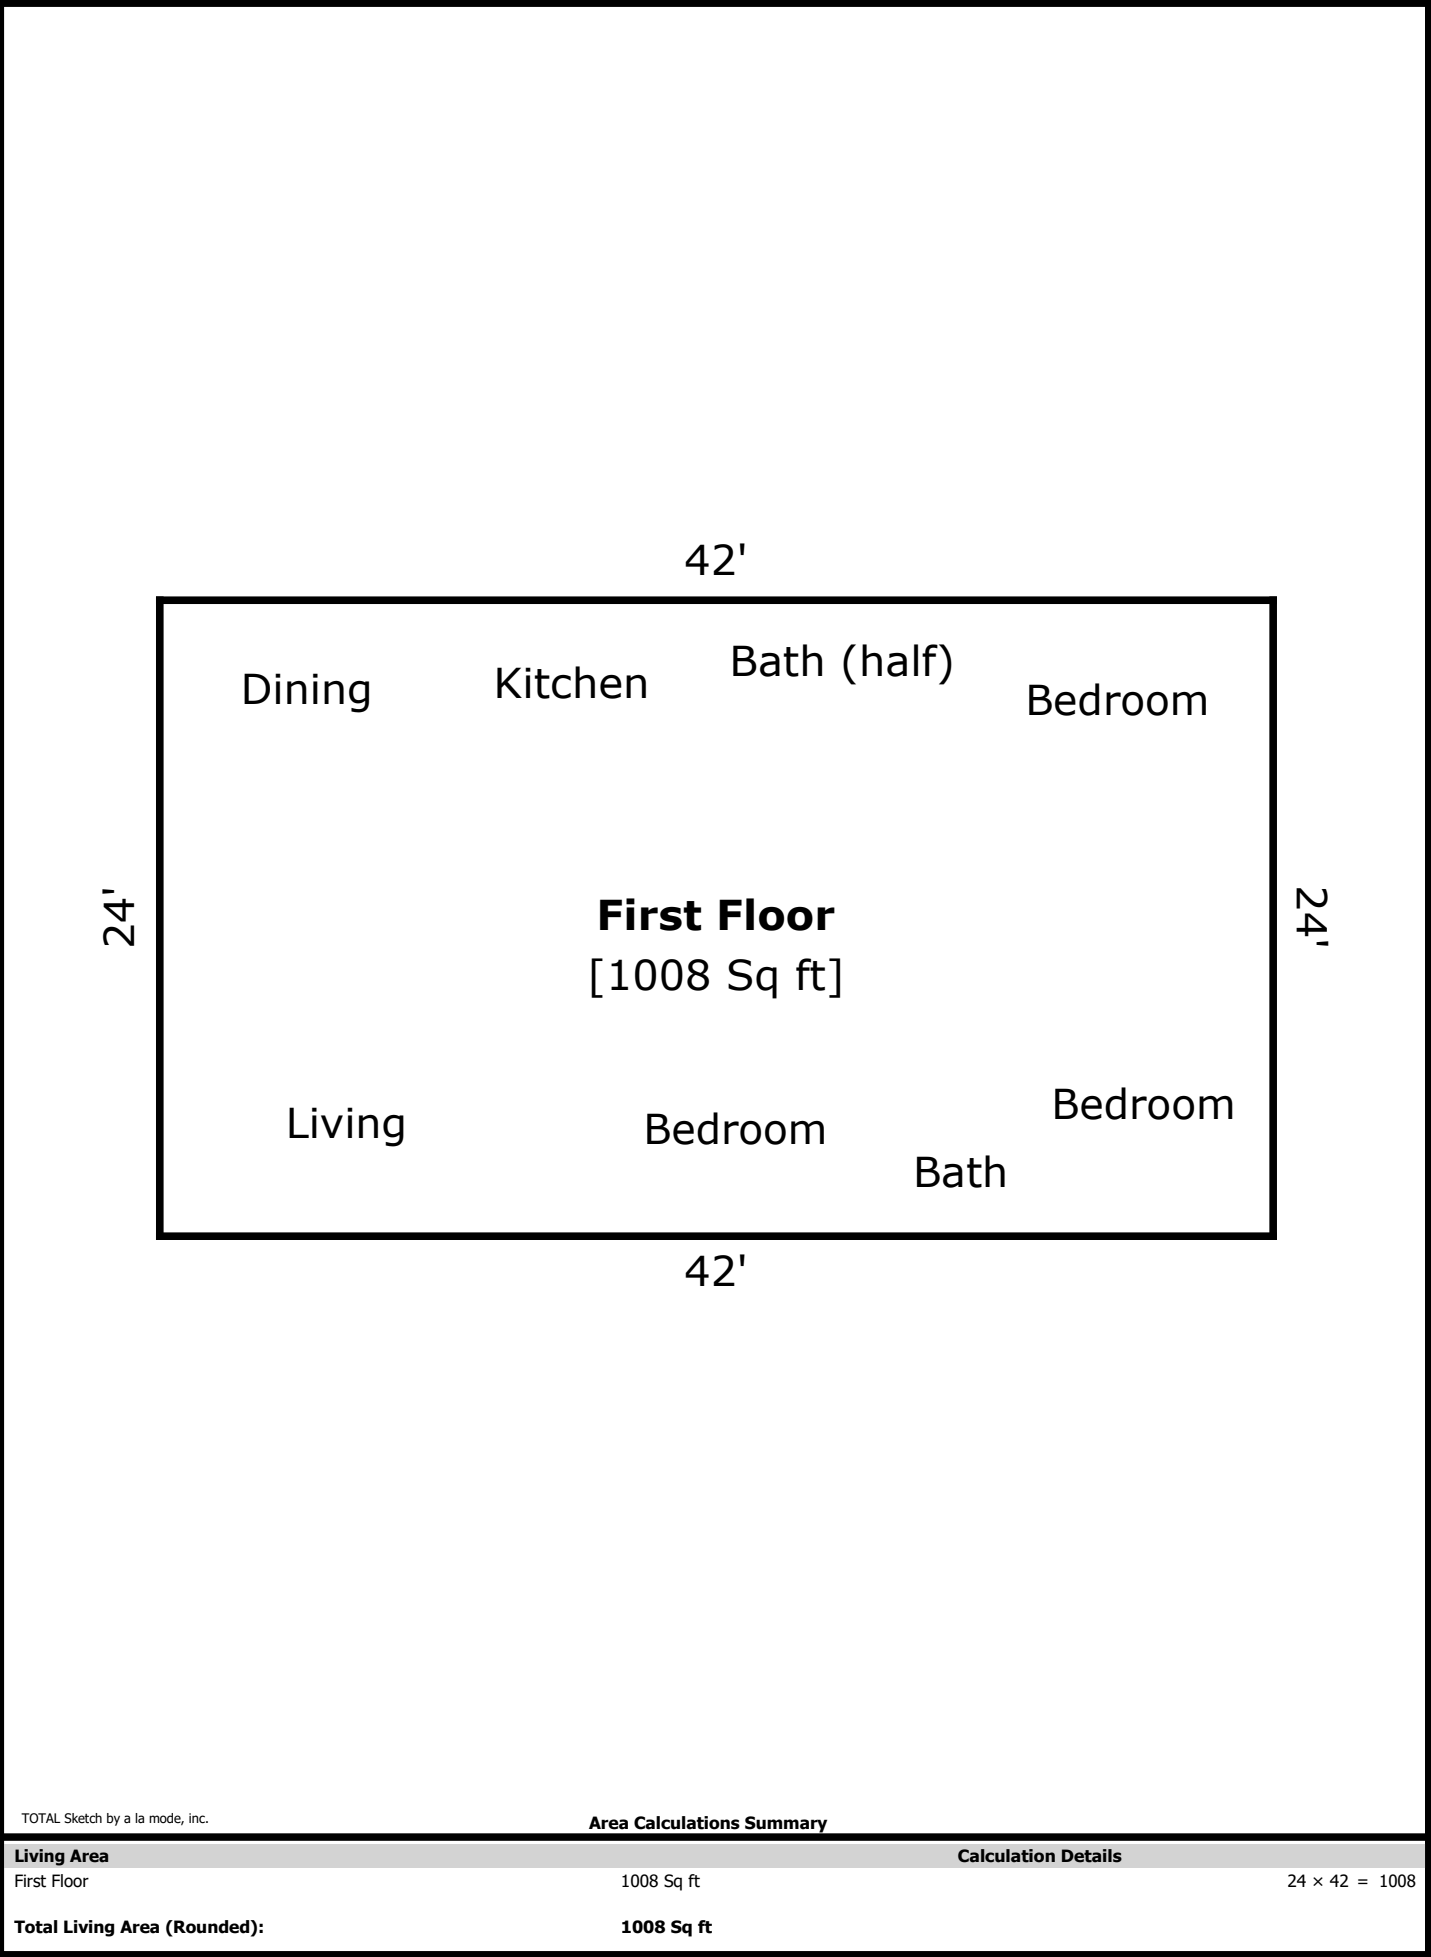 42'
Bath (half)
Dining
Kitchen
Bedroom
24'
24'
First Floor
[1008 Sq ft]
Living
Bedroom
Bedroom
Bath
42'
TOTAL Sketch by a la mode, inc.
Area Calculations Summary
Living Area Calculation Details
First Floor 1008 Sq ft 24 × 42 = 1008
Total Living Area (Rounded): 1008 Sq ft